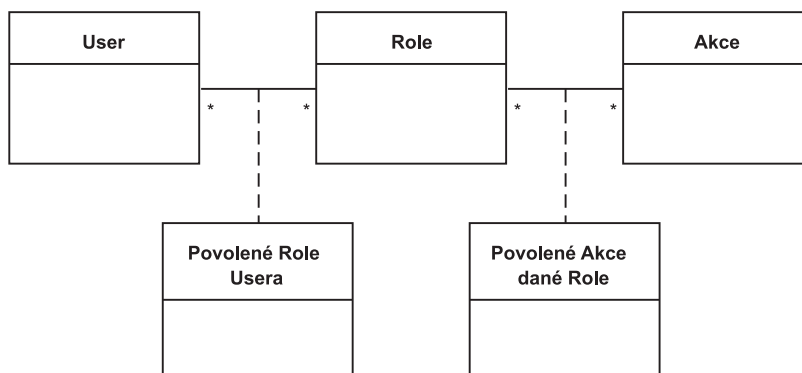 User
Role
Akce
* * * *
Povolené Role
Usera
Povolené Akce
dané Role